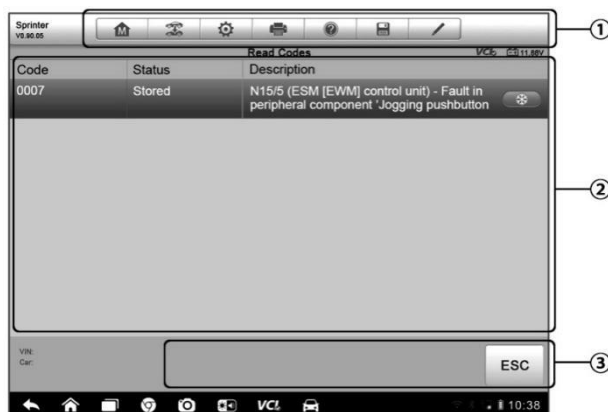 Sprinter
V0.90.05
①
Read Codes
VCI 11.86V
Code Status Description
0007 Stored N15/5 (ESM [EWM] control unit) - Fault in
peripheral component 'Jogging pushbutton
②
VIN:
Car:
ESC
③
VCI 10:38